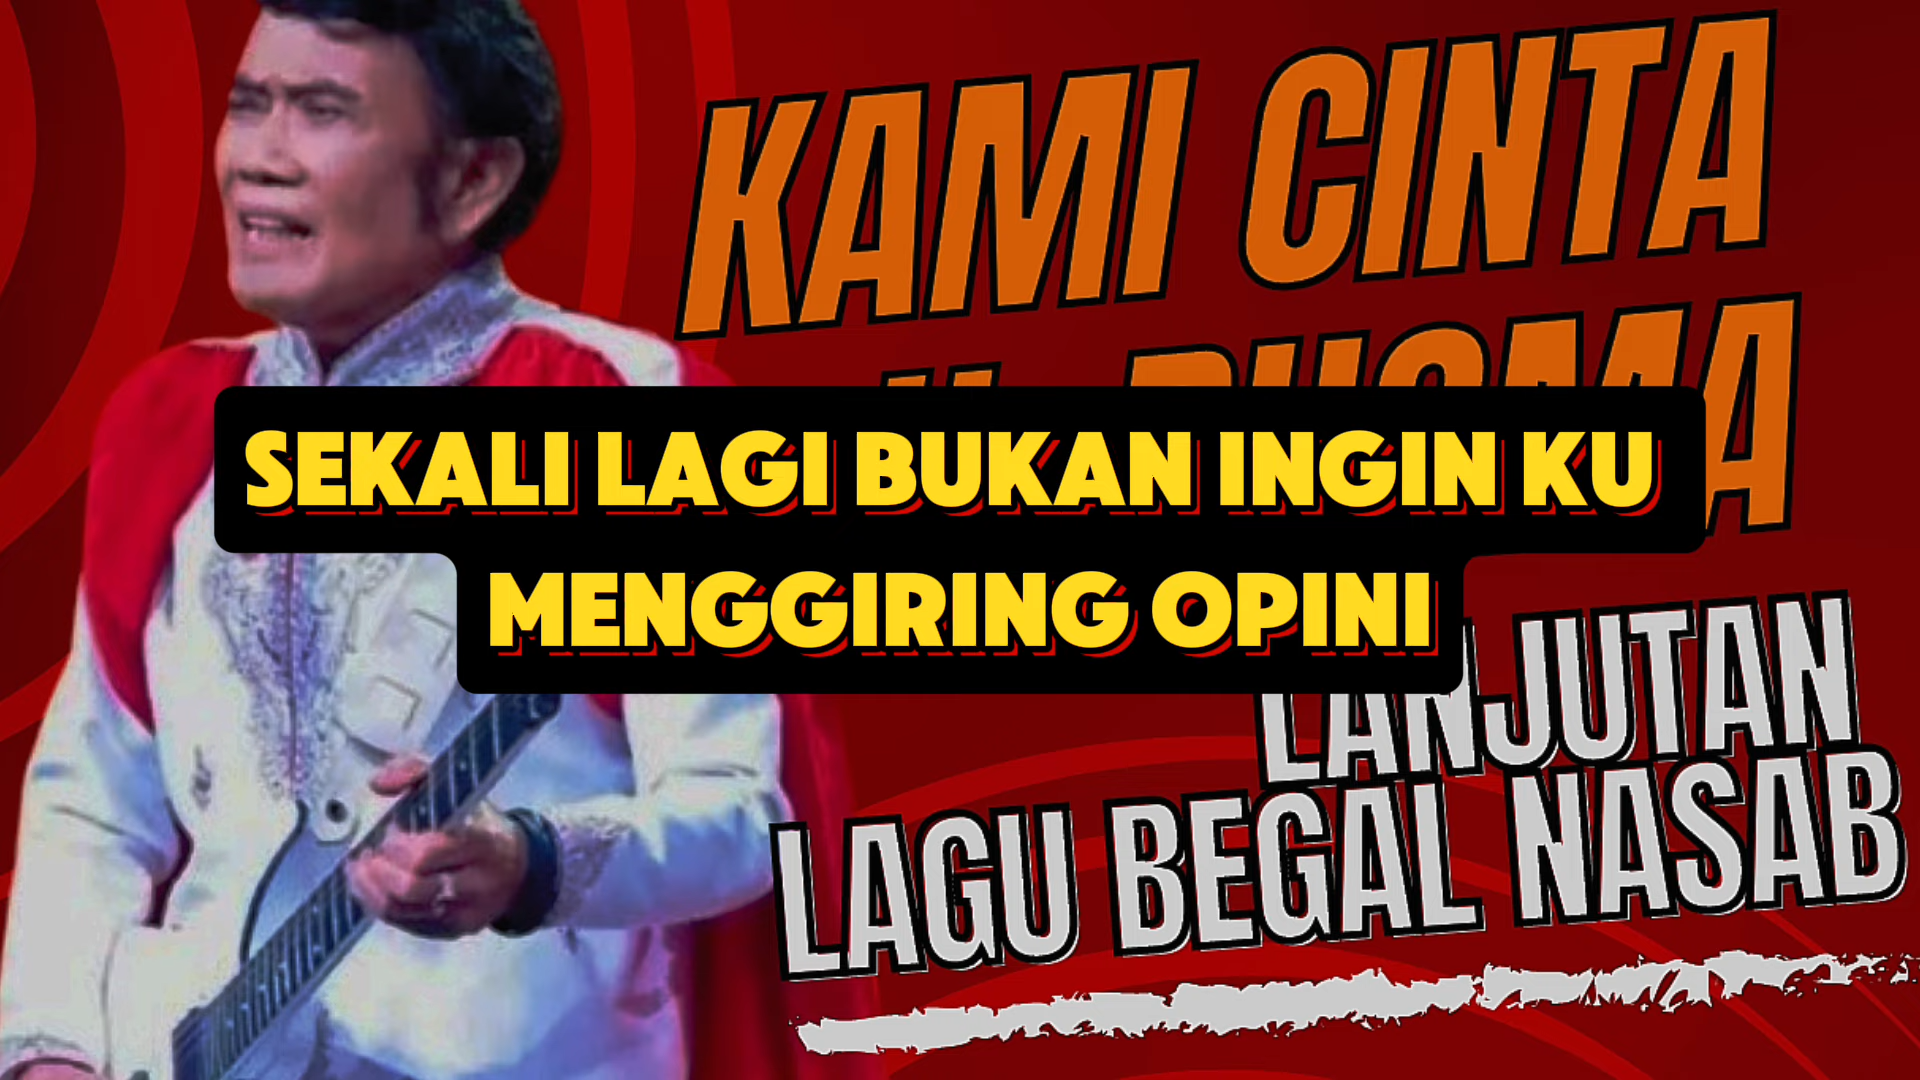 KAMI CINTA
SEKALI LAGI BUKAN INGIN KU
MENGGIRING OPINI
LANJUTAN
LAGU BEGAL NASAB